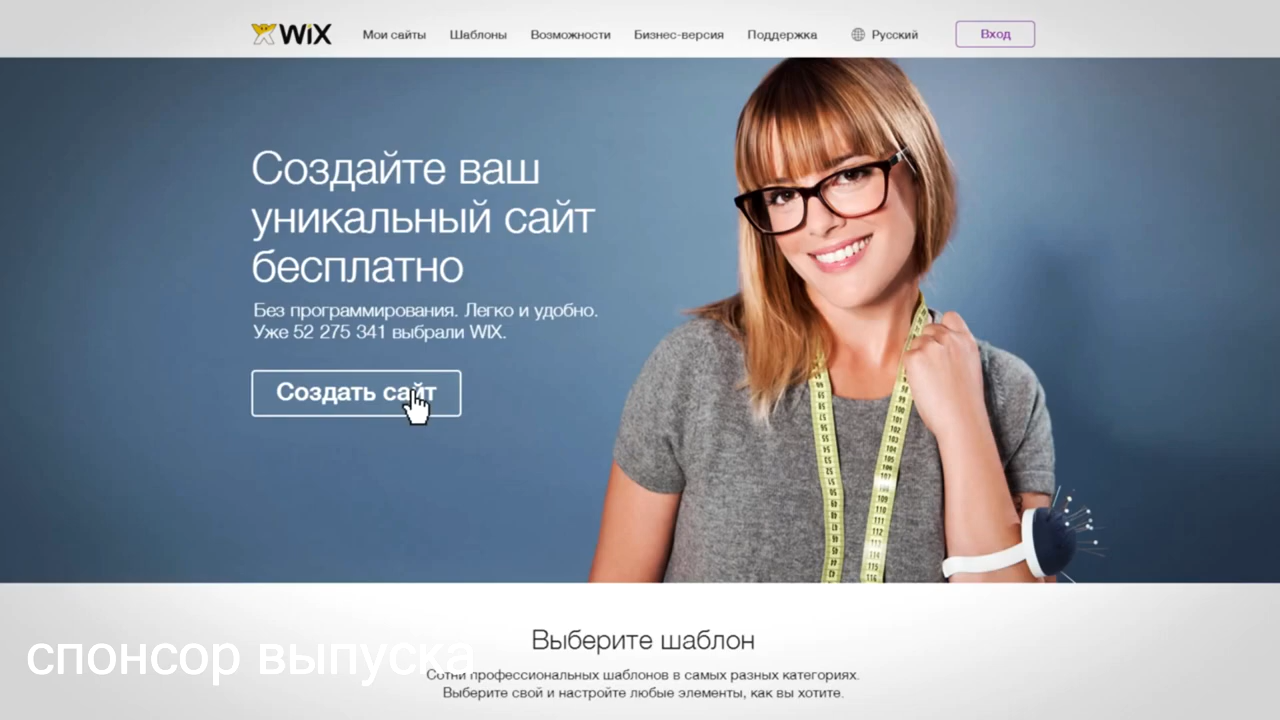 WiX
Мои сайты
Шаблоны
Возможности
Бизнес-версия
Поддержка
Русский
Вход
Создайте ваш
уникальный сайт
бесплатно
Без программирования. Легко и удобно.
Уже 52 275 341 выбрали WIX.
Создать сайт
Выберите шаблон
Сотни профессиональных шаблонов в самых разных категориях.
Выберите свой и настройте любые элементы, как вы хотите.
спонсор выпуска